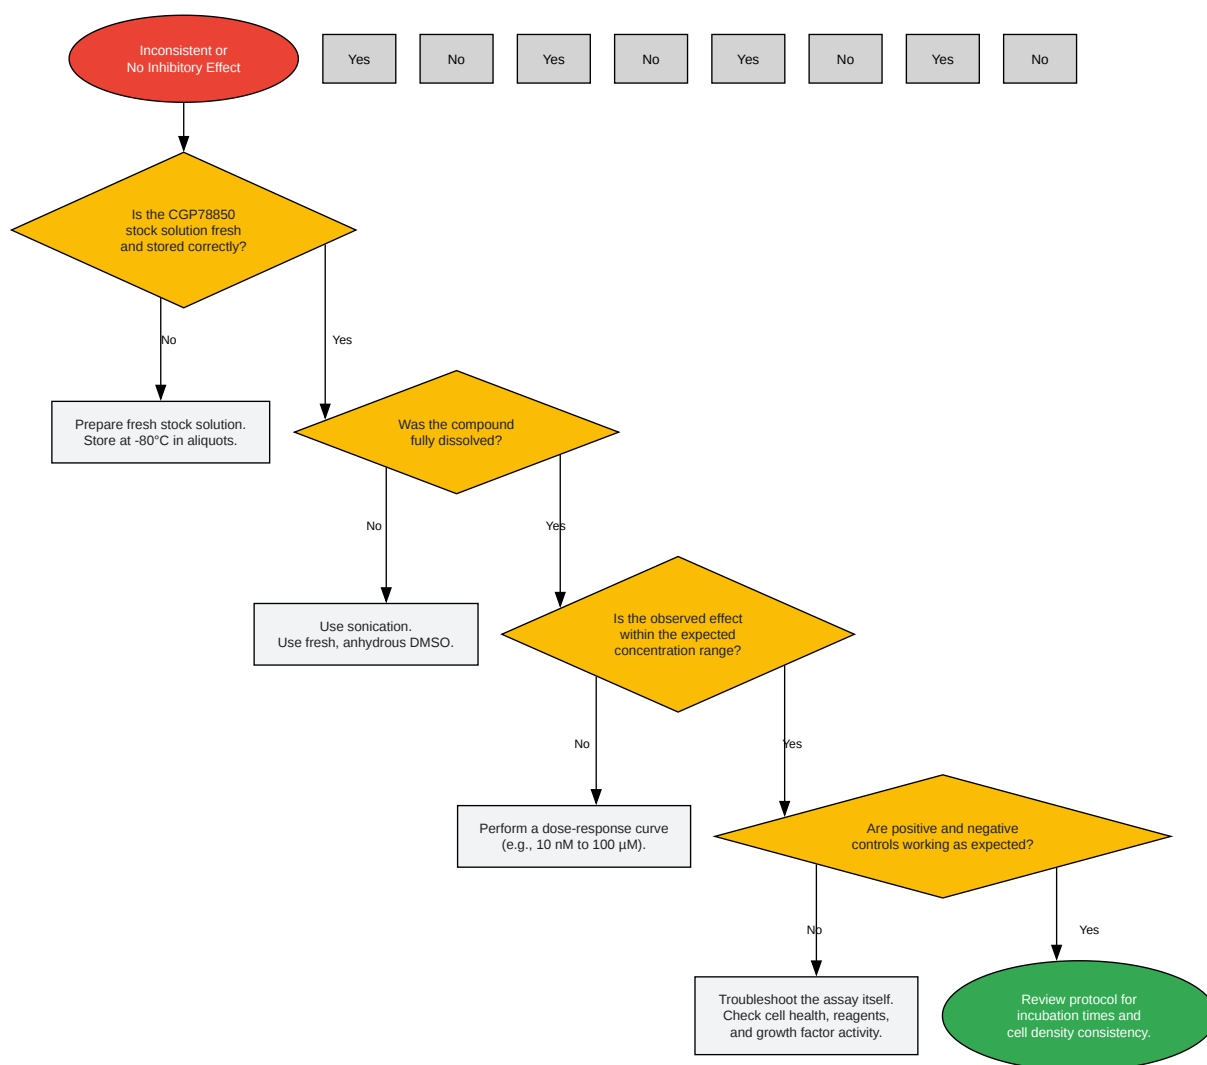 Inconsistent or
No Inhibitory Effect
Yes
No
Yes
No
Yes
No
Yes
No
Is the CGP78850
stock solution fresh
and stored correctly?
No
Yes
Prepare fresh stock solution.
Store at -80°C in aliquots.
Was the compound
fully dissolved?
No
Yes
Use sonication.
Use fresh, anhydrous DMSO.
Is the observed effect
within the expected
concentration range?
No
Yes
Perform a dose-response curve
(e.g., 10 nM to 100 µM).
Are positive and negative
controls working as expected?
No
Yes
Troubleshoot the assay itself.
Check cell health, reagents,
and growth factor activity.
Review protocol for
incubation times and
cell density consistency.